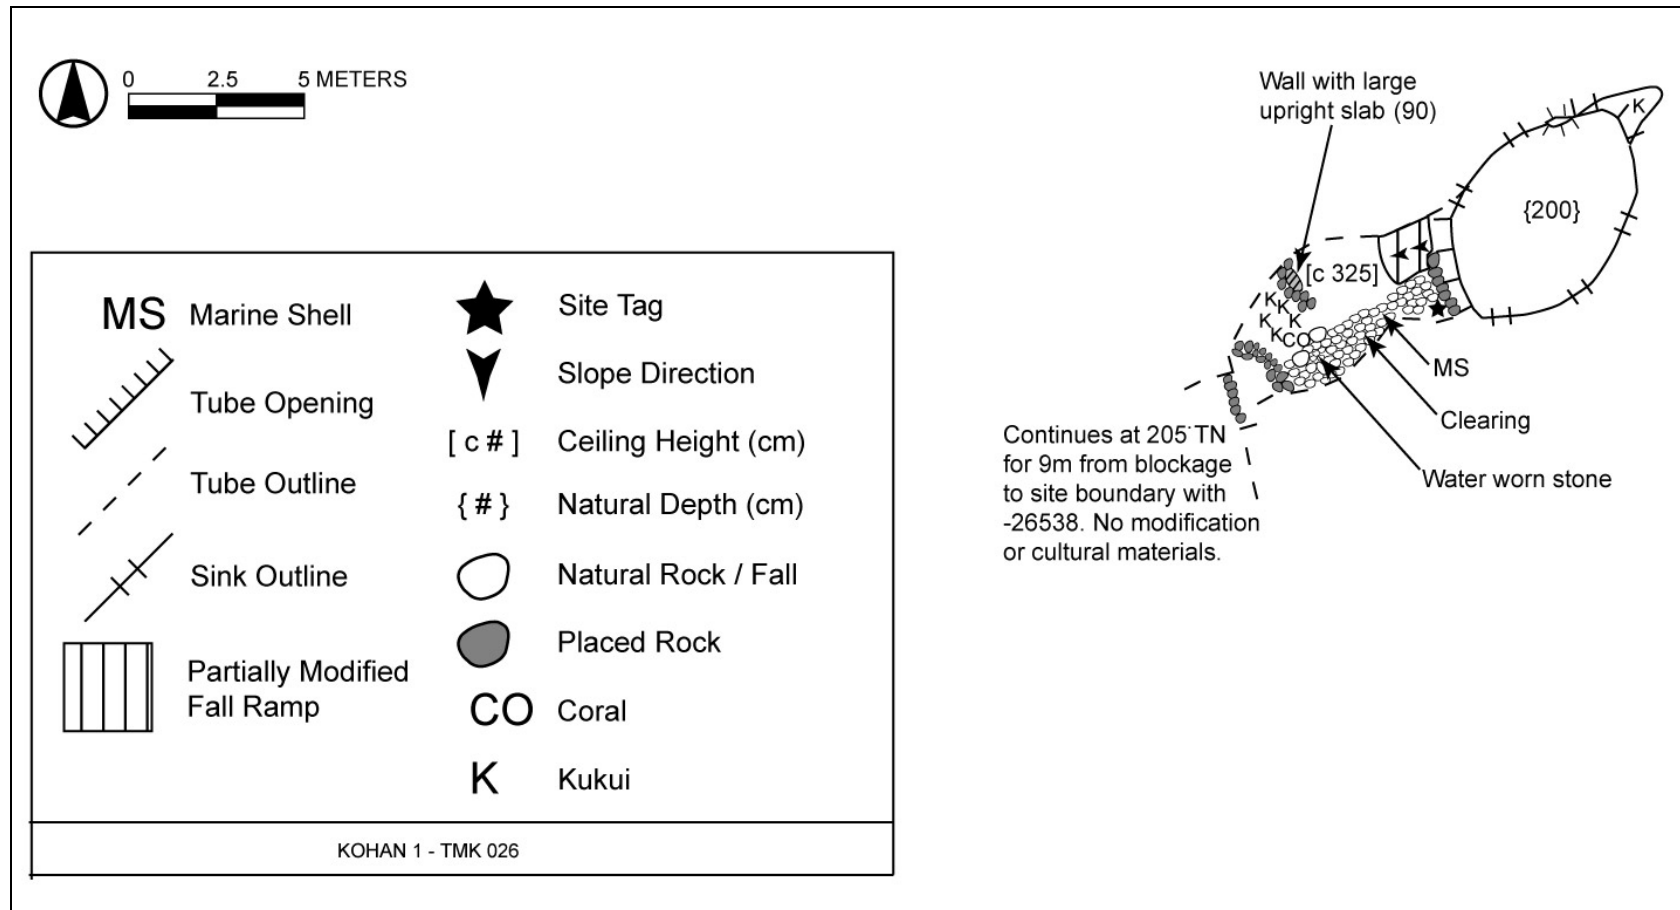 0 2.5 5 METERS
Wall with large
upright slab (90)
K
{200}
[c 325]
K
K
K K
K CO
MS
Clearing
Water worn stone
Continues at 205˙TN
for 9m from blockage
to site boundary with
-26538. No modification
or cultural materials.
MS Marine Shell
Tube Opening
Tube Outline
Sink Outline
Partially Modified
Fall Ramp
Site Tag
Slope Direction
[ c # ] Ceiling Height (cm)
{ # } Natural Depth (cm)
Natural Rock / Fall
Placed Rock
CO Coral
K Kukui
KOHAN 1 - TMK 026